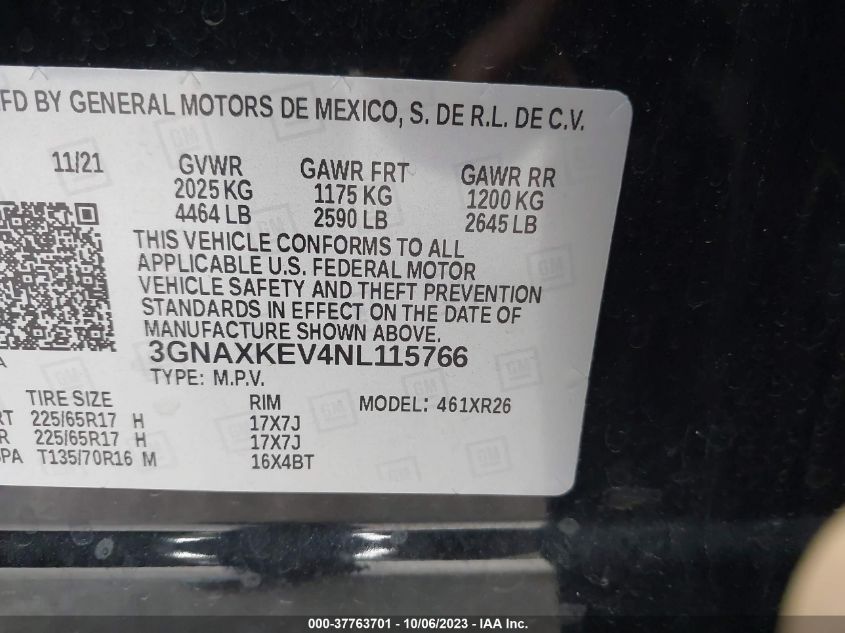 MFD BY GENERAL MOTORS DE MEXICO, S. DE R.L. DE C.V.
11/21 GVWR GAWR FRT GAWR RR
2025 KG 1175 KG 1200 KG
4464 LB 2590 LB 2645 LB
THIS VEHICLE CONFORMS TO ALL
APPLICABLE U.S. FEDERAL MOTOR
VEHICLE SAFETY AND THEFT PREVENTION
STANDARDS IN EFFECT ON THE DATE OF
MANUFACTURE SHOWN ABOVE.
3GNAXKEV4NL115766
TYPE: M.P.V.
TIRE SIZE RIM MODEL: 461XR26
RT 225/65R17 H 17X7J
R 225/65R17 H 17X7J
SPA T135/70R16 M 16X4BT
000-37763701 - 10/06/2023 - IAA Inc.